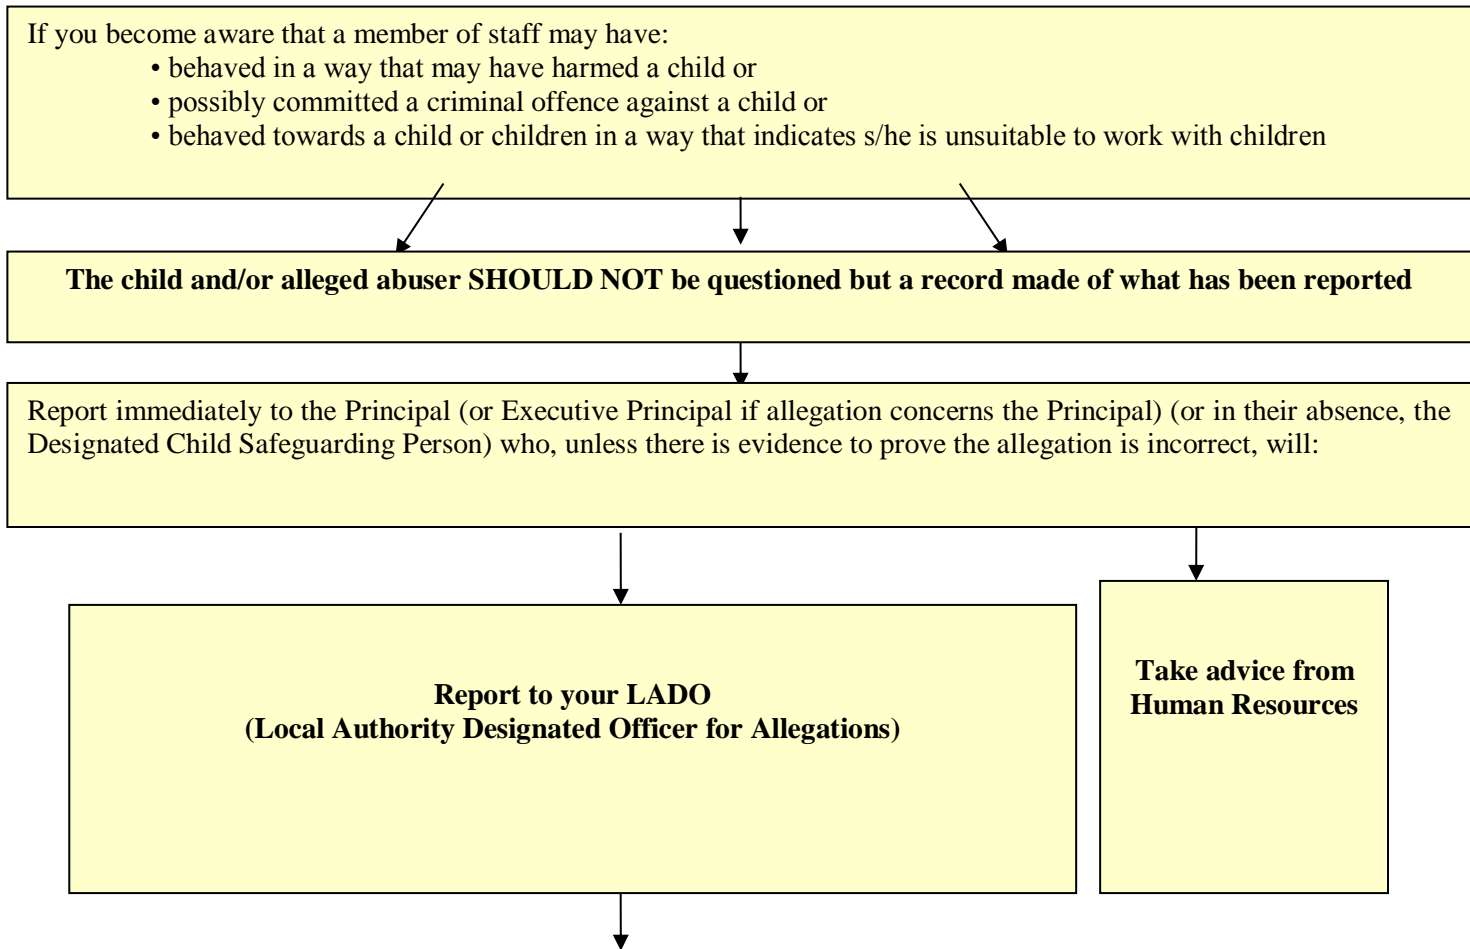 If you become aware that a member of staff may have:
• behaved in a way that may have harmed a child or
• possibly committed a criminal offence against a child or
• behaved towards a child or children in a way that indicates s/he is unsuitable to work with children
The child and/or alleged abuser SHOULD NOT be questioned but a record made of what has been reported
Report immediately to the Principal (or Executive Principal if allegation concerns the Principal) (or in their absence, the
Designated Child Safeguarding Person) who, unless there is evidence to prove the allegation is incorrect, will:
Report to your LADO
(Local Authority Designated Officer for Allegations)
Take advice from
Human Resources